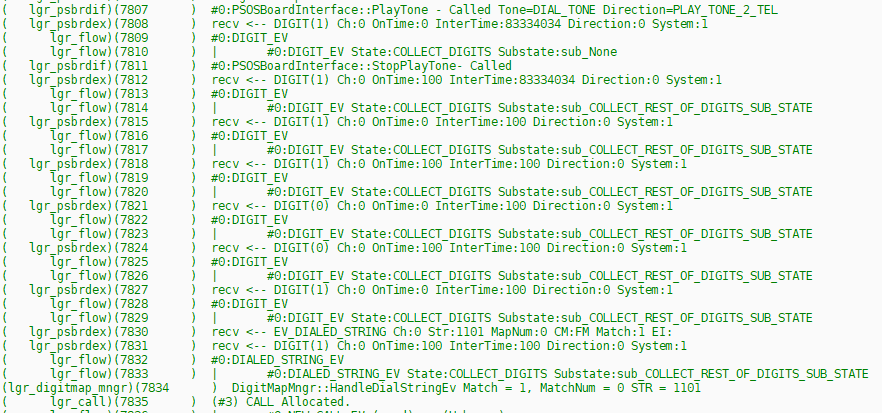 (   lgr_psbrdif)(7807      )  #0:PSOSBoardInterface::PlayTone - Called Tone=DIAL_TONE Direction=PLAY_TONE_2_TEL
(   lgr_psbrdex)(7808      )  recv <-- DIGIT(1) Ch:0 OnTime:0 InterTime:83334034 Direction:0 System:1
(      lgr_flow)(7809      )  #0:DIGIT_EV
(      lgr_flow)(7810      )  |       #0:DIGIT_EV State:COLLECT_DIGITS Substate:sub_None
(   lgr_psbrdif)(7811      )  #0:PSOSBoardInterface::StopPlayTone- Called
(   lgr_psbrdex)(7812      )  recv <-- DIGIT(1) Ch:0 OnTime:100 InterTime:83334034 Direction:0 System:1
(      lgr_flow)(7813      )  #0:DIGIT_EV
(      lgr_flow)(7814      )  |       #0:DIGIT_EV State:COLLECT_DIGITS Substate:sub_COLLECT_REST_OF_DIGITS_SUB_STATE
(   lgr_psbrdex)(7815      )  recv <-- DIGIT(1) Ch:0 OnTime:0 InterTime:100 Direction:0 System:1
(      lgr_flow)(7816      )  #0:DIGIT_EV
(      lgr_flow)(7817      )  |       #0:DIGIT_EV State:COLLECT_DIGITS Substate:sub_COLLECT_REST_OF_DIGITS_SUB_STATE
(   lgr_psbrdex)(7818      )  recv <-- DIGIT(1) Ch:0 OnTime:100 InterTime:100 Direction:0 System:1
(      lgr_flow)(7819      )  #0:DIGIT_EV
(      lgr_flow)(7820      )  |       #0:DIGIT_EV State:COLLECT_DIGITS Substate:sub_COLLECT_REST_OF_DIGITS_SUB_STATE
(   lgr_psbrdex)(7821      )  recv <-- DIGIT(0) Ch:0 OnTime:0 InterTime:100 Direction:0 System:1
(      lgr_flow)(7822      )  #0:DIGIT_EV
(      lgr_flow)(7823      )  |       #0:DIGIT_EV State:COLLECT_DIGITS Substate:sub_COLLECT_REST_OF_DIGITS_SUB_STATE
(   lgr_psbrdex)(7824      )  recv <-- DIGIT(0) Ch:0 OnTime:100 InterTime:100 Direction:0 System:1
(      lgr_flow)(7825      )  #0:DIGIT_EV
(      lgr_flow)(7826      )  |       #0:DIGIT_EV State:COLLECT_DIGITS Substate:sub_COLLECT_REST_OF_DIGITS_SUB_STATE
(   lgr_psbrdex)(7827      )  recv <-- DIGIT(1) Ch:0 OnTime:0 InterTime:100 Direction:0 System:1
(      lgr_flow)(7828      )  #0:DIGIT_EV
(      lgr_flow)(7829      )  |       #0:DIGIT_EV State:COLLECT_DIGITS Substate:sub_COLLECT_REST_OF_DIGITS_SUB_STATE
(   lgr_psbrdex)(7830      )  recv <-- EV_DIALED_STRING Ch:0 Str:1101 MapNum:0 CM:FM Match:1 EI:
(   lgr_psbrdex)(7831      )  recv <-- DIGIT(1) Ch:0 OnTime:100 InterTime:100 Direction:0 System:1
(      lgr_flow)(7832      )  #0:DIALED_STRING_EV
(      lgr_flow)(7833      )  |       #0:DIALED_STRING_EV State:COLLECT_DIGITS Substate:sub_COLLECT_REST_OF_DIGITS_SUB_STATE
(lgr_digitmap_mngr)(7834      )  DigitMapMngr::HandleDialStringEv Match = 1, MatchNum = 0 STR = 1101
(      lgr_call)(7835      )  (#3) CALL Allocated.